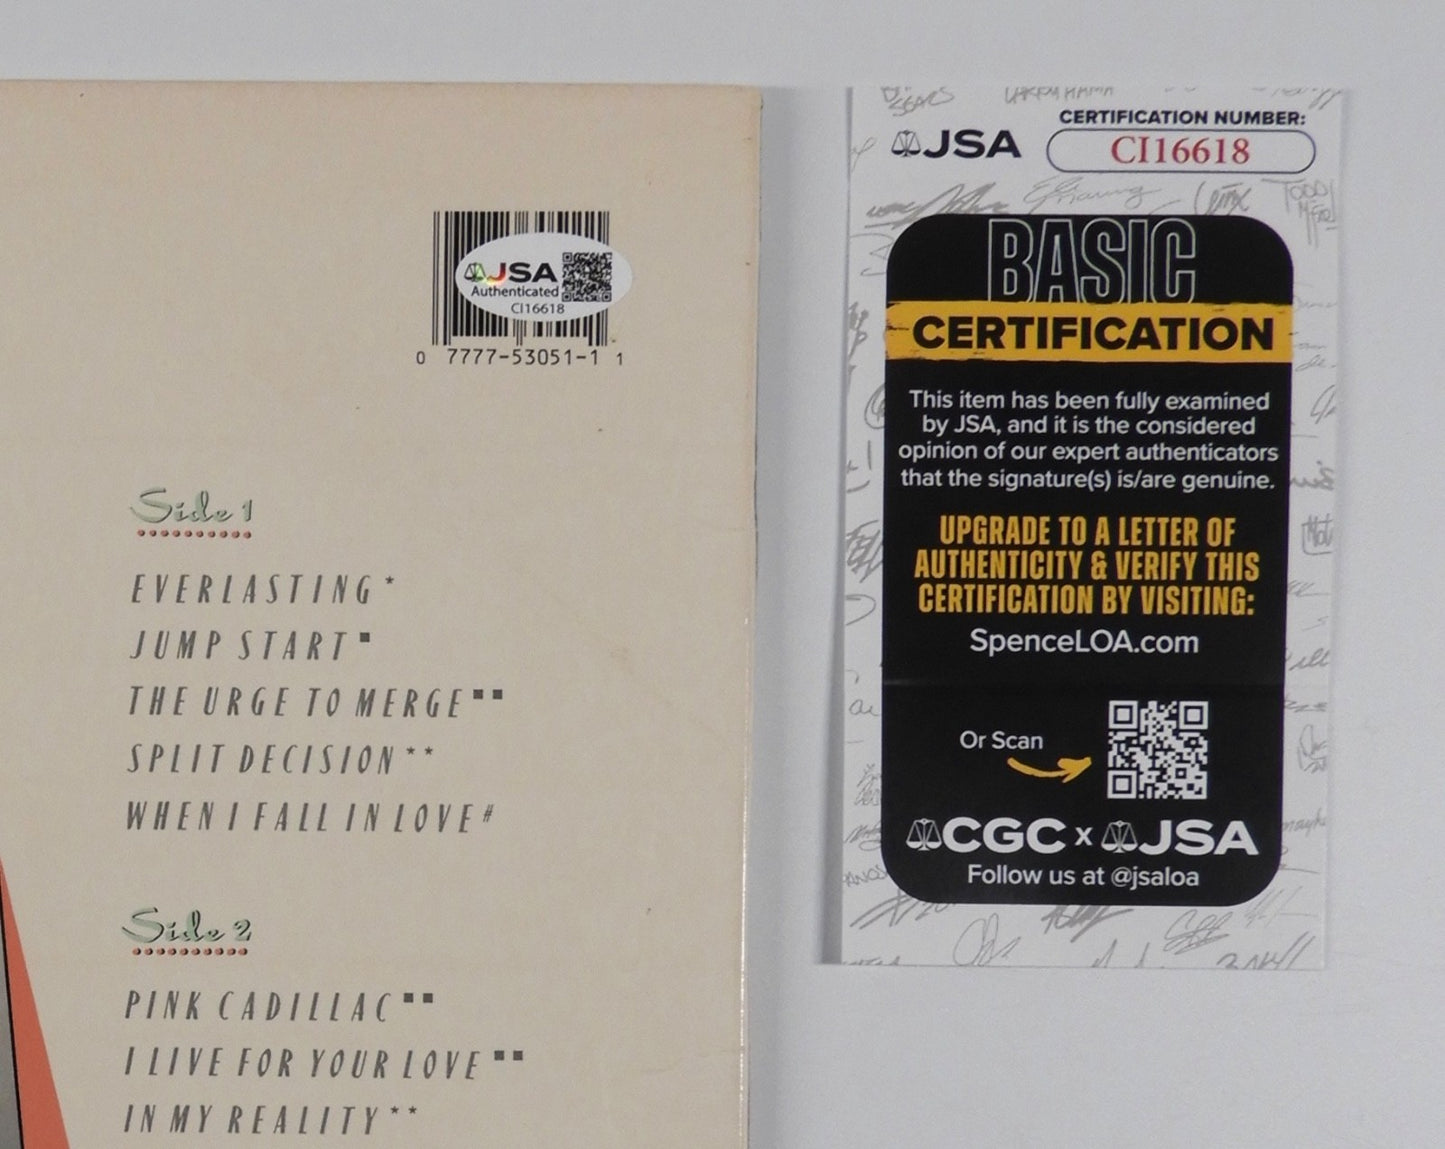 JSA
Authenticated
CI16618
0 7777-53051-1 1
Side 1
EVERLASTING *
JUMP START ■
THE URGE TO MERGE ■■
SPLIT DECISION **
WHEN I FALL IN LOVE #
Side 2
PINK CADILLAC ■■
I LIVE FOR YOUR LOVE ■■
IN MY REALITY **
JSA
CERTIFICATION NUMBER:
CI16618
BASIC
CERTIFICATION
This item has been fully examined
by JSA, and it is the considered
opinion of our expert authenticators
that the signature(s) is/are genuine.
UPGRADE TO A LETTER OF
AUTHENTICITY & VERIFY THIS
CERTIFICATION BY VISITING:
SpenceLOA.com
Or Scan
CGC x JSA
Follow us at @jsaloa